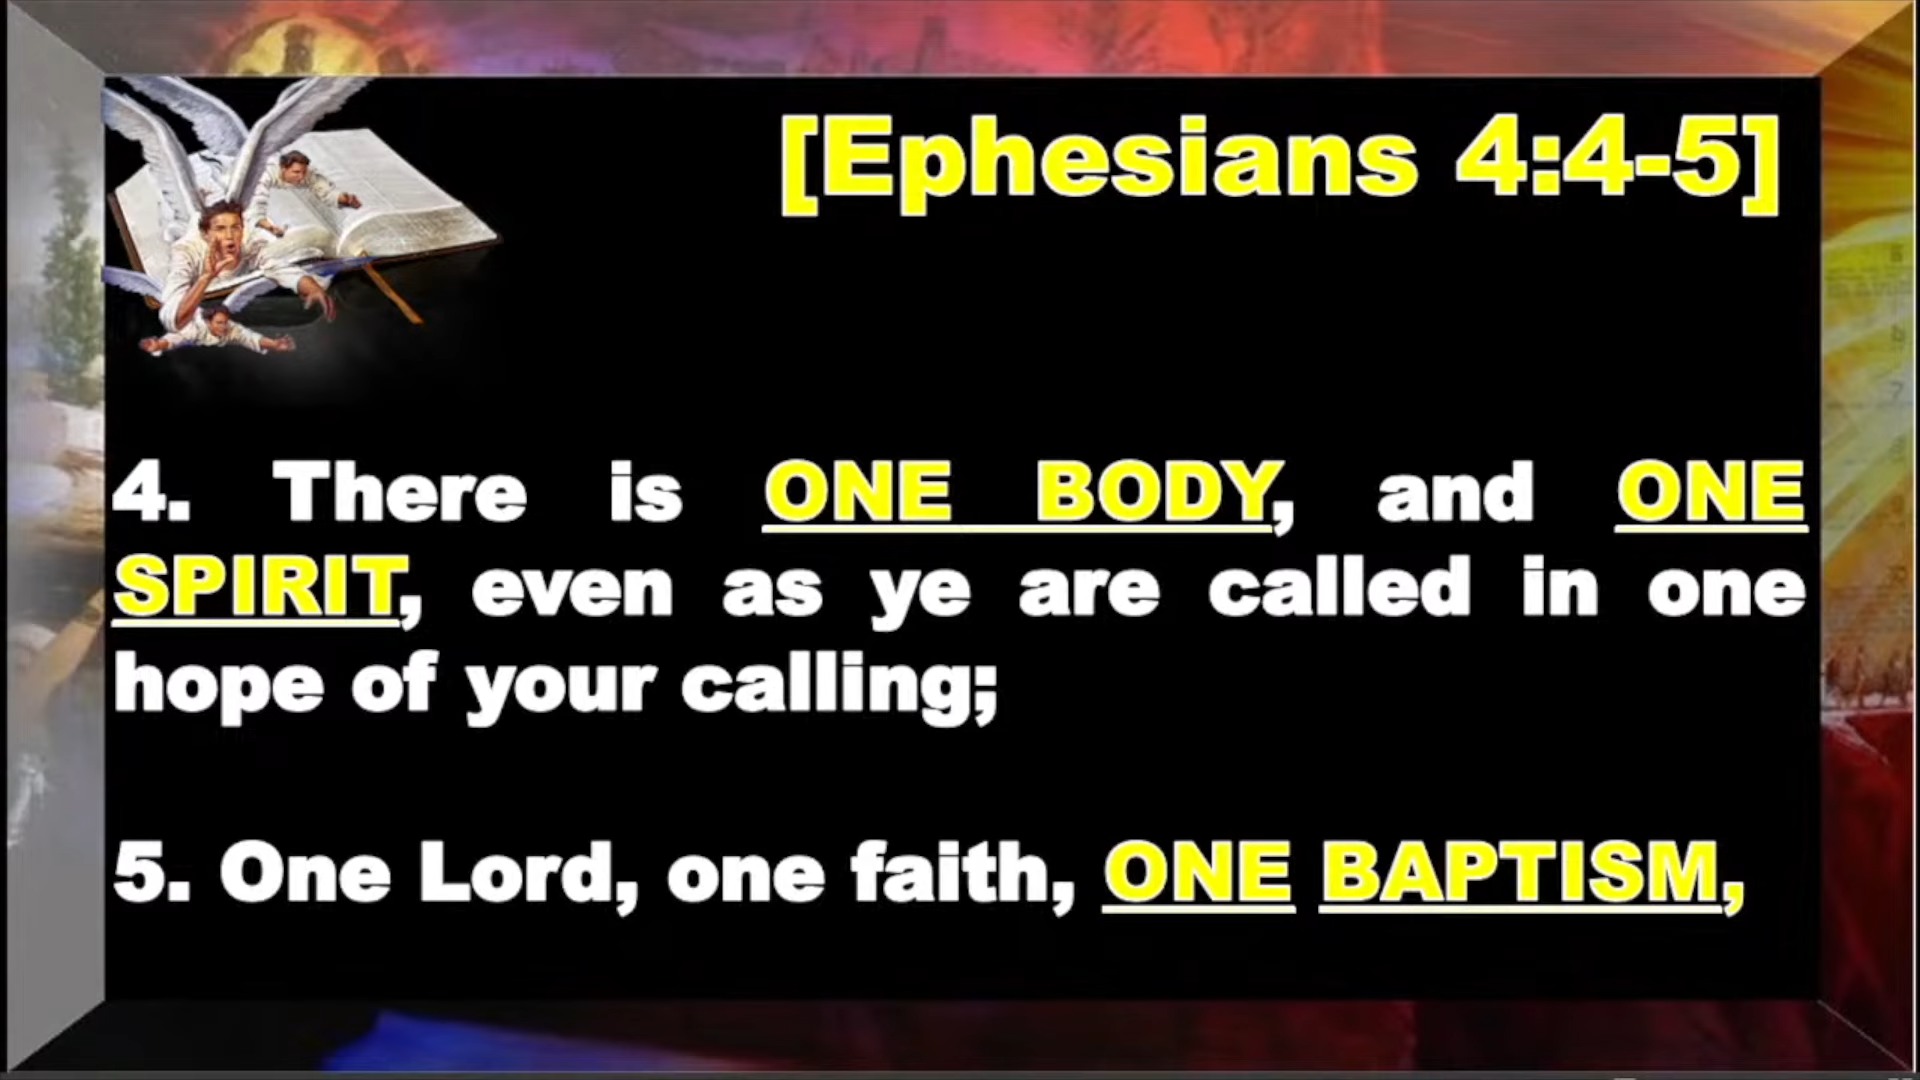 [Ephesians 4:4-5]
4. There is ONE BODY, and ONE
SPIRIT, even as ye are called in one
hope of your calling;
5. One Lord, one faith, ONE BAPTISM,